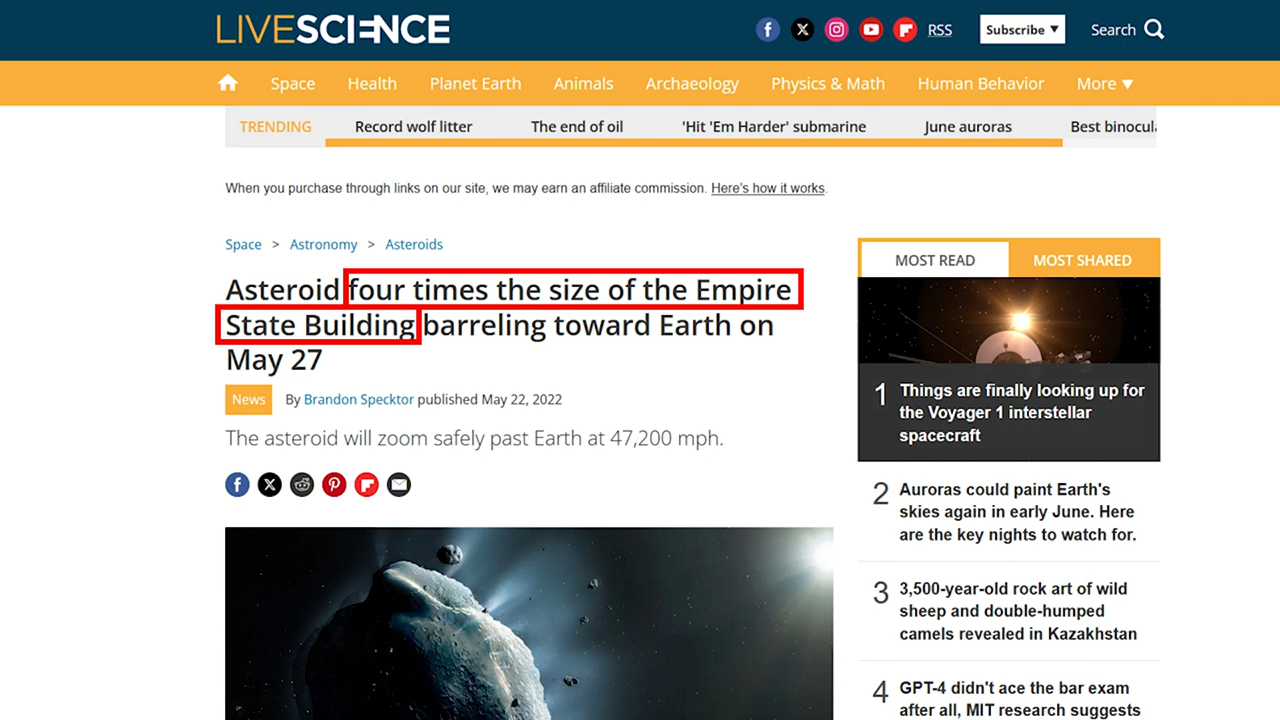 LIVESCIENCE
RSS
Subscribe ▼
Search
Space Health Planet Earth Animals Archaeology Physics & Math Human Behavior More ▼
TRENDING Record wolf litter The end of oil 'Hit 'Em Harder' submarine June auroras Best binocul
When you purchase through links on our site, we may earn an affiliate commission. Here's how it works.
Space > Astronomy > Asteroids
Asteroid four times the size of the Empire
State Building barreling toward Earth on
May 27
News By Brandon Specktor published May 22, 2022
The asteroid will zoom safely past Earth at 47,200 mph.
MOST READ MOST SHARED
1 Things are finally looking up for
the Voyager 1 interstellar
spacecraft
2 Auroras could paint Earth's
skies again in early June. Here
are the key nights to watch for.
3 3,500-year-old rock art of wild
sheep and double-humped
camels revealed in Kazakhstan
4 GPT-4 didn't ace the bar exam
after all, MIT research suggests